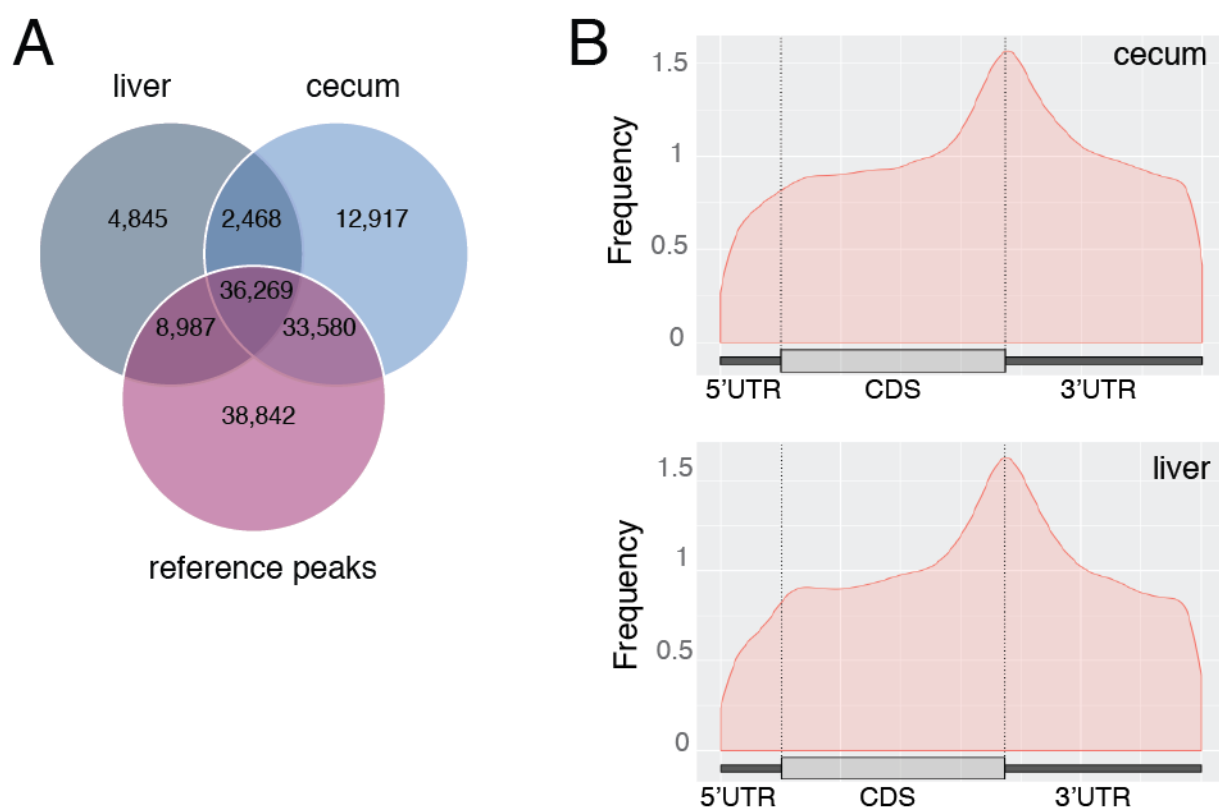 A
liver
cecum
4,845
2,468
12,917
36,269
8,987
33,580
38,842
reference peaks
B
cecum
Frequency
1.5
1
0.5
0
5’UTR
CDS
3’UTR
liver
Frequency
1.5
1
0.5
0
5’UTR
CDS
3’UTR